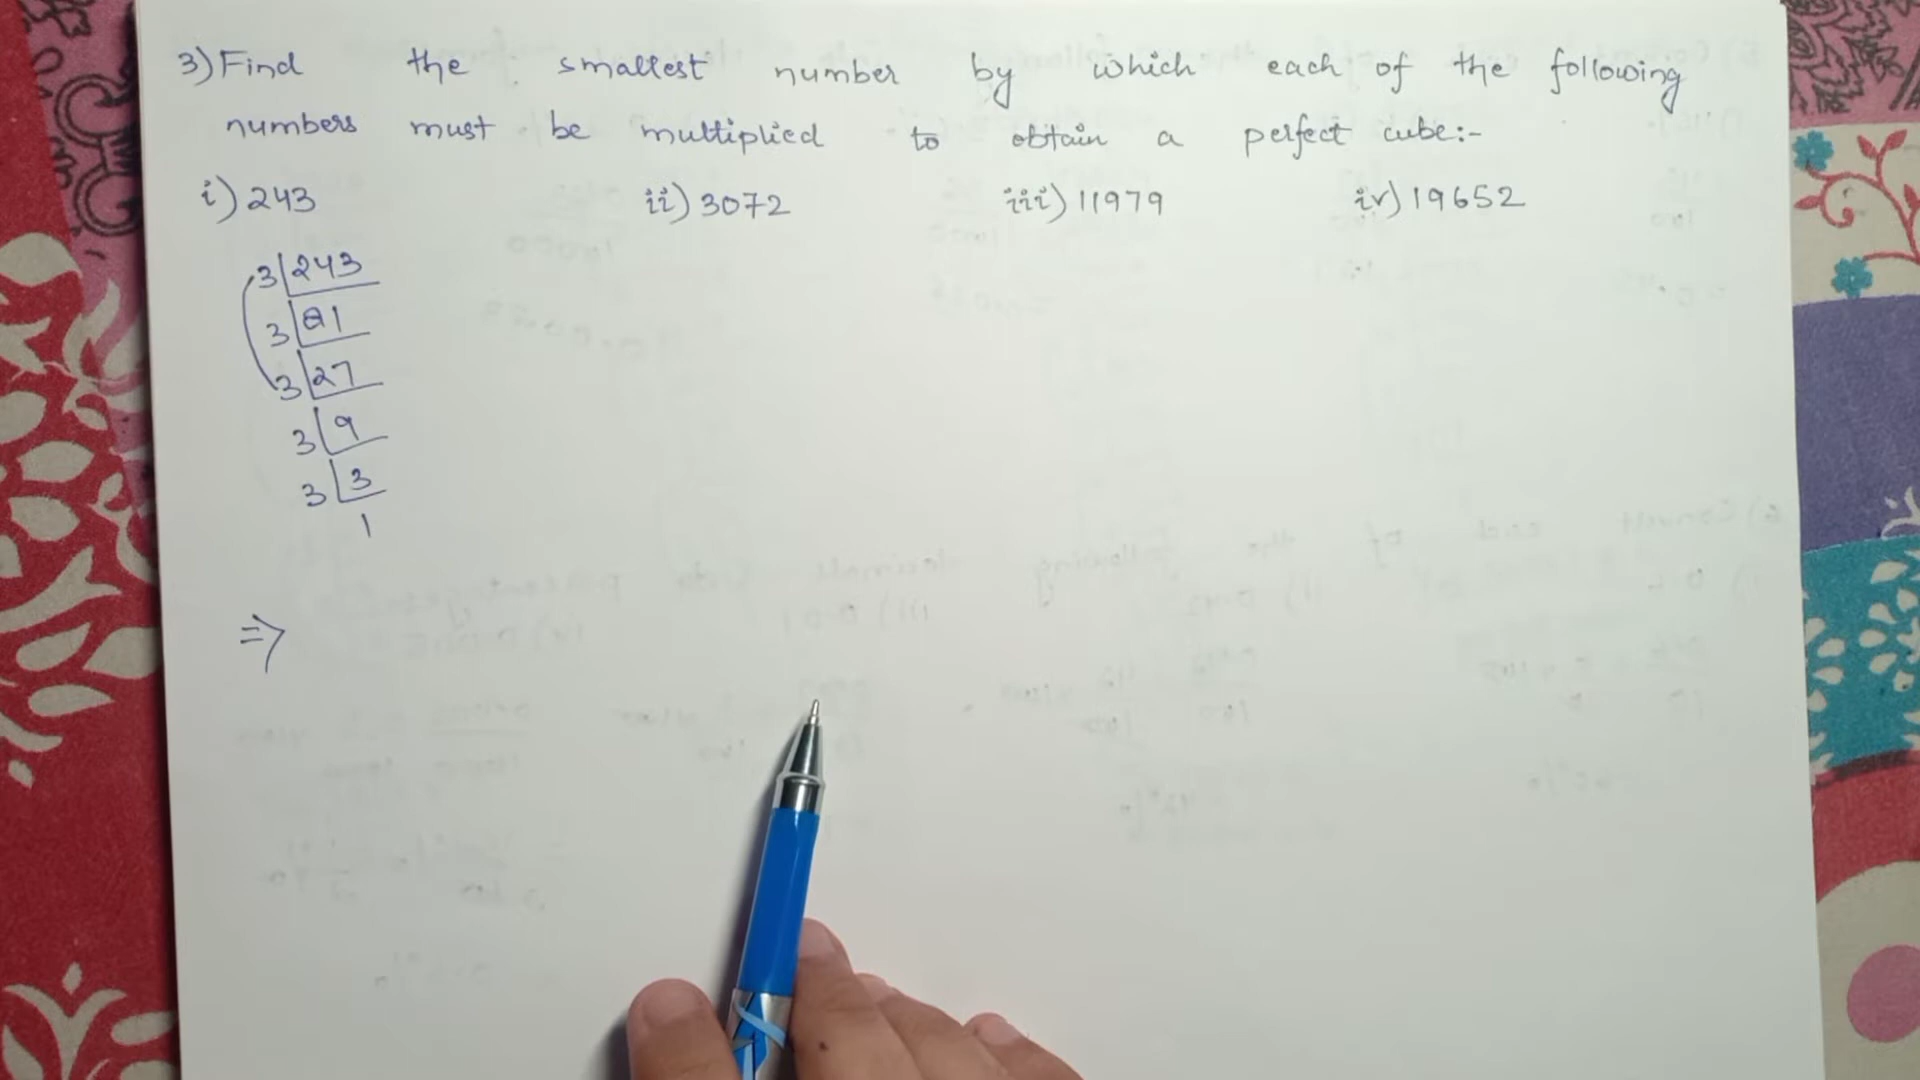 3) Find the smallest number by which each of the following
numbers must be multiplied to obtain a perfect cube:-
i) 243 ii) 3072 iii) 11979 iv) 19652
3 243
3 81
3 27
3 9
3 3
1
⇒